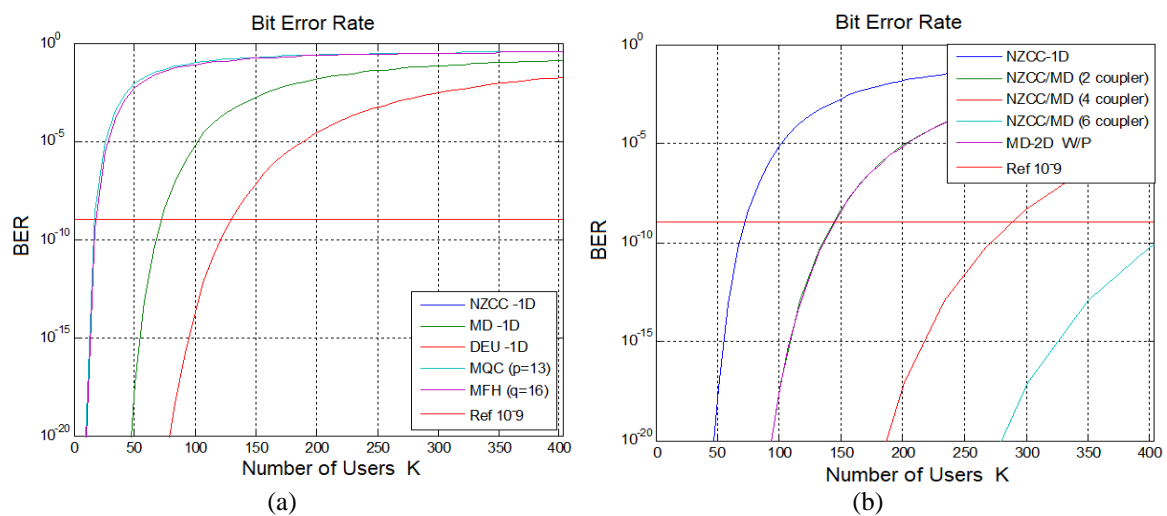 Bit Error Rate
10^0
10^-5
10^-10
10^-15
10^-20
BER
NZCC -1D
MD -1D
DEU -1D
MQC (p=13)
MFH (q=16)
Ref 10^-9
0 50 100 150 200 250 300 350 400
Number of Users K
(a)
Bit Error Rate
10^0
10^-5
10^-10
10^-15
10^-20
BER
NZCC-1D
NZCC/MD (2 coupler)
NZCC/MD (4 coupler)
NZCC/MD (6 coupler)
MD-2D W/P
Ref 10^-9
0 50 100 150 200 250 300 350 400
Number of Users K
(b)